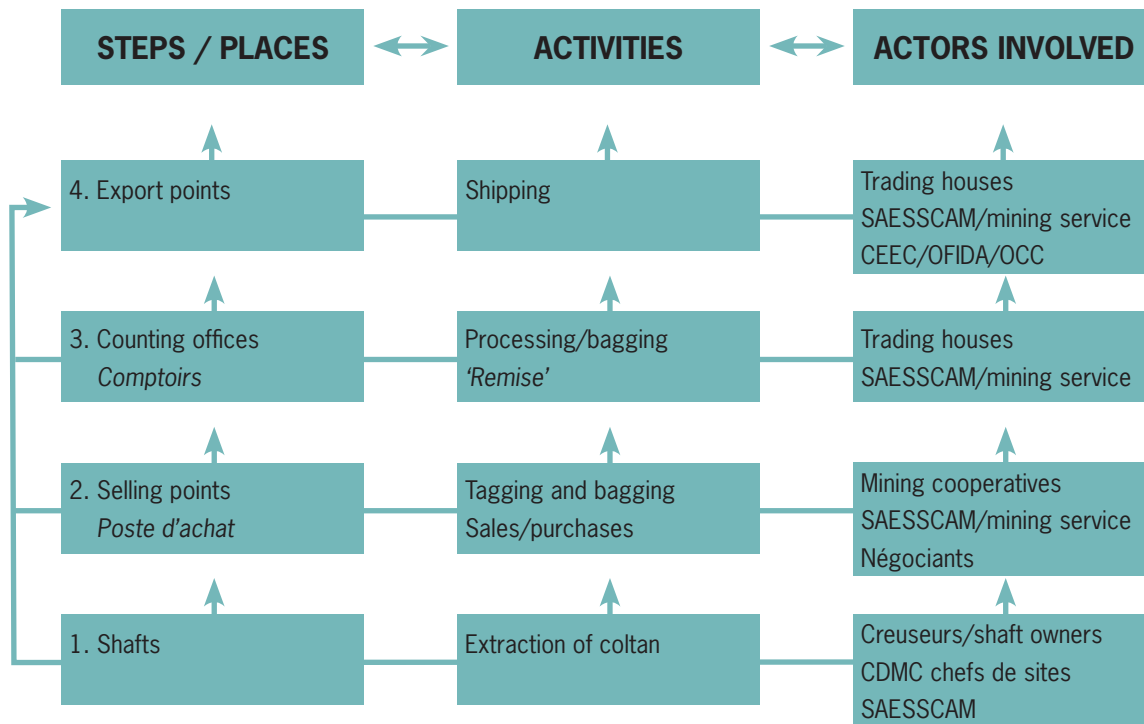 STEPS / PLACES
ACTIVITIES
ACTORS INVOLVED
4. Export points
Shipping
Trading houses
SAESSCAM/mining service
CEEC/OFIDA/OCC
3. Counting offices
Comptoirs
Processing/bagging
‘Remise’
Trading houses
SAESSCAM/mining service
2. Selling points
Poste d’achat
Tagging and bagging
Sales/purchases
Mining cooperatives
SAESSCAM/mining service
Négociants
1. Shafts
Extraction of coltan
Creuseurs/shaft owners
CDMC chefs de sites
SAESSCAM